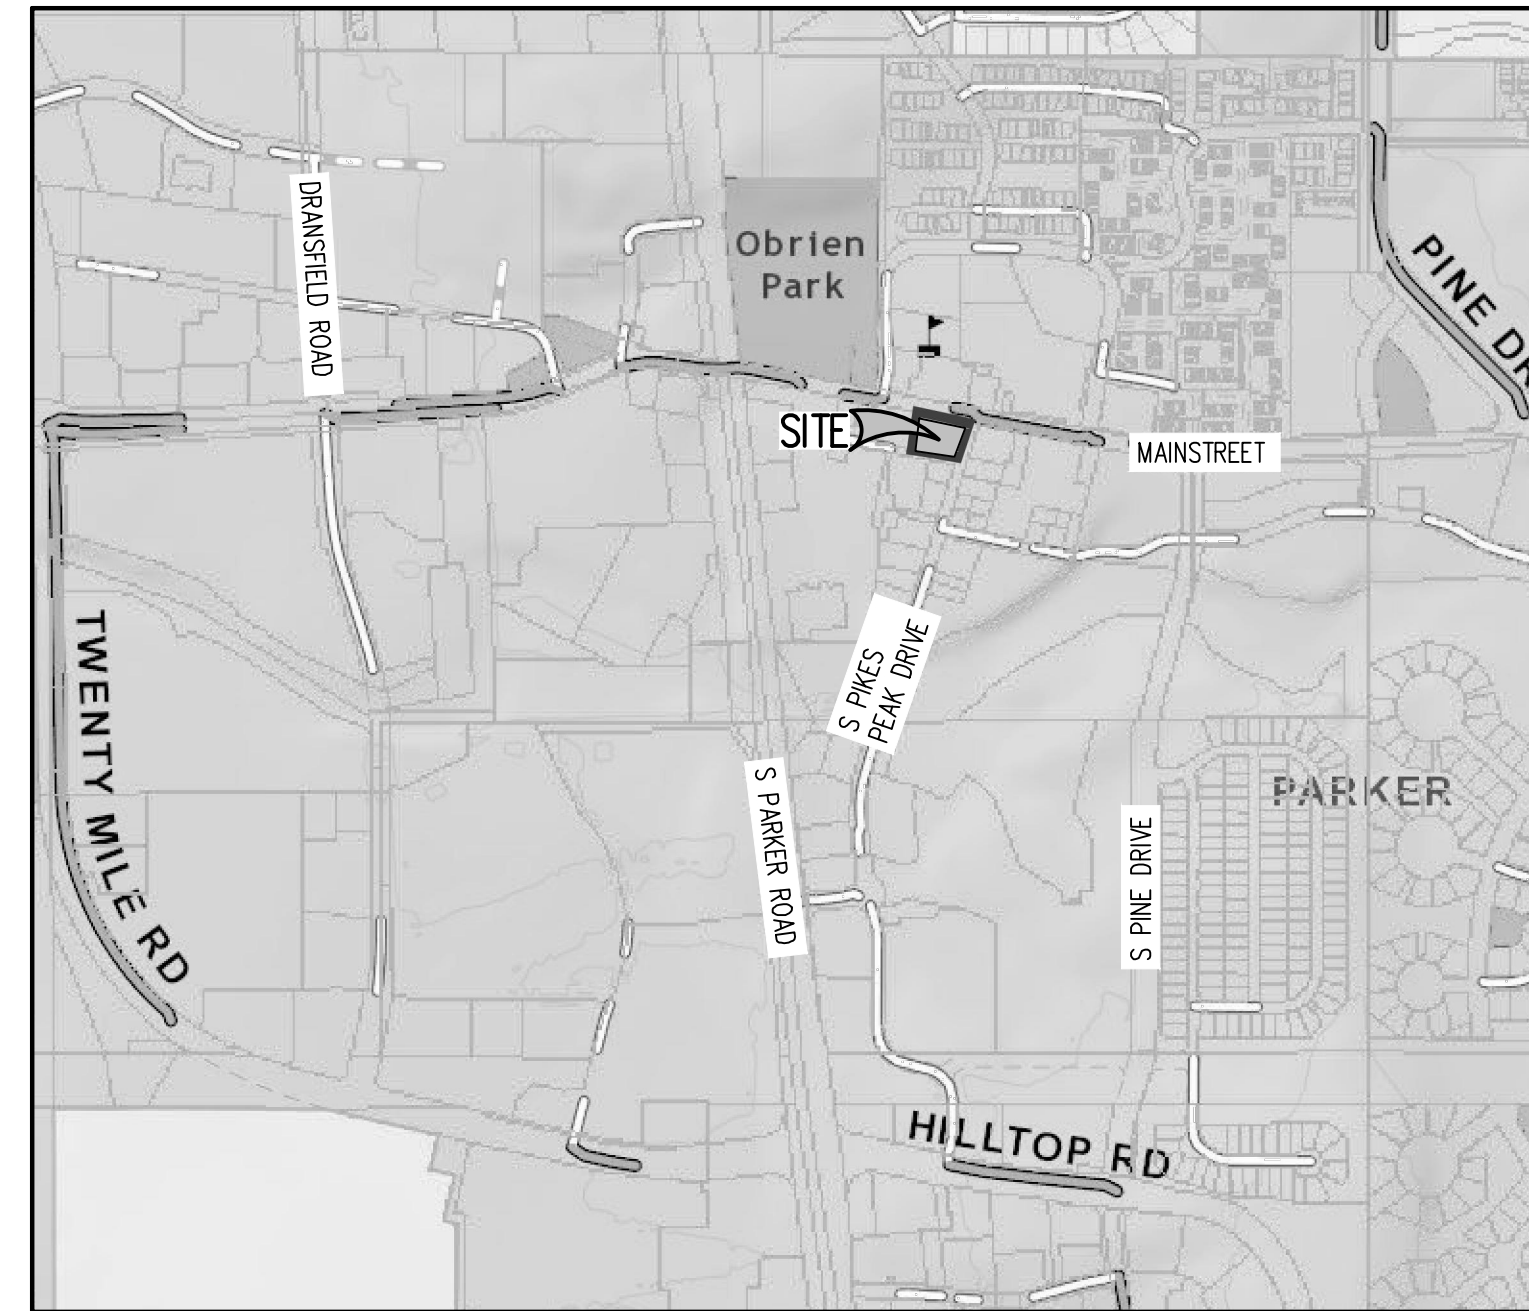 DRANSFIELD ROAD
Obrien
Park
PINE DR
SITE
MAINSTREET
TWENTY MILE RD
S PIKES
PEAK DRIVE
S PARKER ROAD
PARKER
S PINE DRIVE
HILLTOP RD